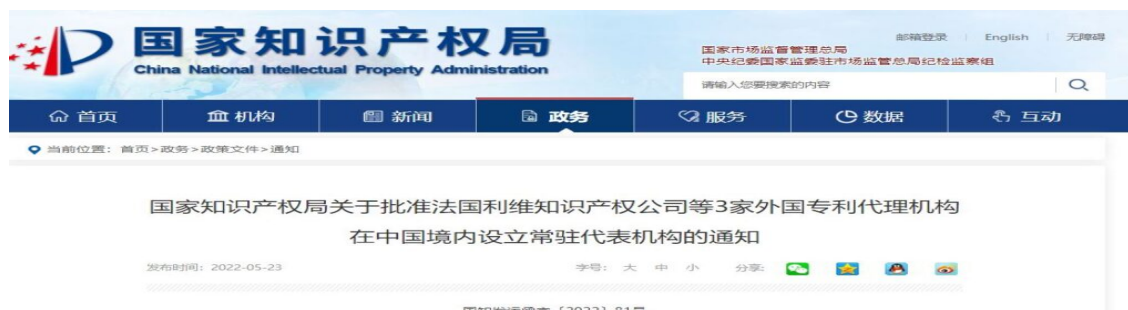 国家知识产权局
China National Intellectual Property Administration
邮箱登录 | English | 无障碍
国家市场监督管理总局
中央纪委国家监委驻市场监管总局纪检监察组
请输入您要搜索的内容
首页 机构 新闻 政务 服务 数据 互动
当前位置：首页>政务>政策文件>通知
国家知识产权局关于批准法国利维知识产权公司等3家外国专利代理机构
在中国境内设立常驻代表机构的通知
发布时间：2022-05-23 字号： 大 中 小 分享: